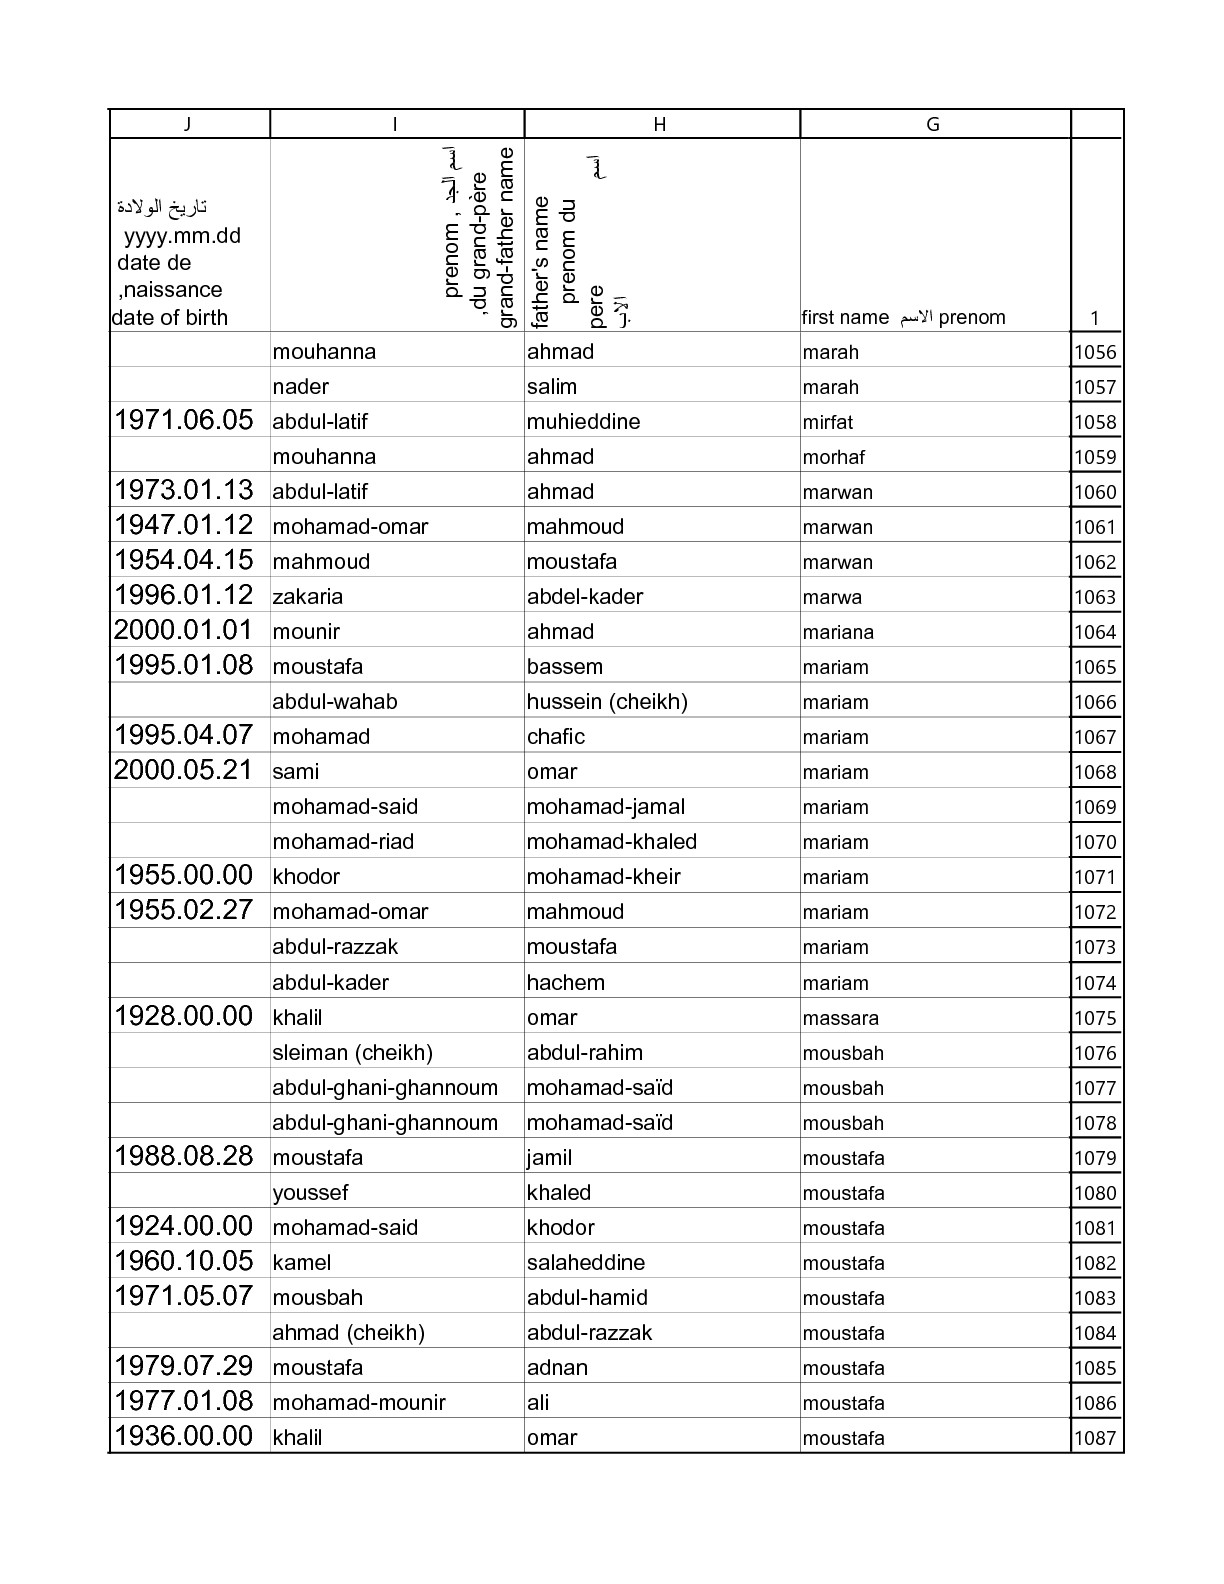 J I H G
تاريخ الولادة
yyyy.mm.dd
date de
,naissance
date of birth
prenom , اسم الجد
,du grand-père
grand-father name
father's name
prenom du
pere اسم
الاب
first name الاسم prenom 1
mouhanna ahmad marah 1056
nader salim marah 1057
1971.06.05 abdul-latif muhieddine mirfat 1058
mouhanna ahmad morhaf 1059
1973.01.13 abdul-latif ahmad marwan 1060
1947.01.12 mohamad-omar mahmoud marwan 1061
1954.04.15 mahmoud moustafa marwan 1062
1996.01.12 zakaria abdel-kader marwa 1063
2000.01.01 mounir ahmad mariana 1064
1995.01.08 moustafa bassem mariam 1065
abdul-wahab hussein (cheikh) mariam 1066
1995.04.07 mohamad chafic mariam 1067
2000.05.21 sami omar mariam 1068
mohamad-said mohamad-jamal mariam 1069
mohamad-riad mohamad-khaled mariam 1070
1955.00.00 khodor mohamad-kheir mariam 1071
1955.02.27 mohamad-omar mahmoud mariam 1072
abdul-razzak moustafa mariam 1073
abdul-kader hachem mariam 1074
1928.00.00 khalil omar massara 1075
sleiman (cheikh) abdul-rahim mousbah 1076
abdul-ghani-ghannoum mohamad-saïd mousbah 1077
abdul-ghani-ghannoum mohamad-saïd mousbah 1078
1988.08.28 moustafa jamil moustafa 1079
youssef khaled moustafa 1080
1924.00.00 mohamad-said khodor moustafa 1081
1960.10.05 kamel salaheddine moustafa 1082
1971.05.07 mousbah abdul-hamid moustafa 1083
ahmad (cheikh) abdul-razzak moustafa 1084
1979.07.29 moustafa adnan moustafa 1085
1977.01.08 mohamad-mounir ali moustafa 1086
1936.00.00 khalil omar moustafa 1087